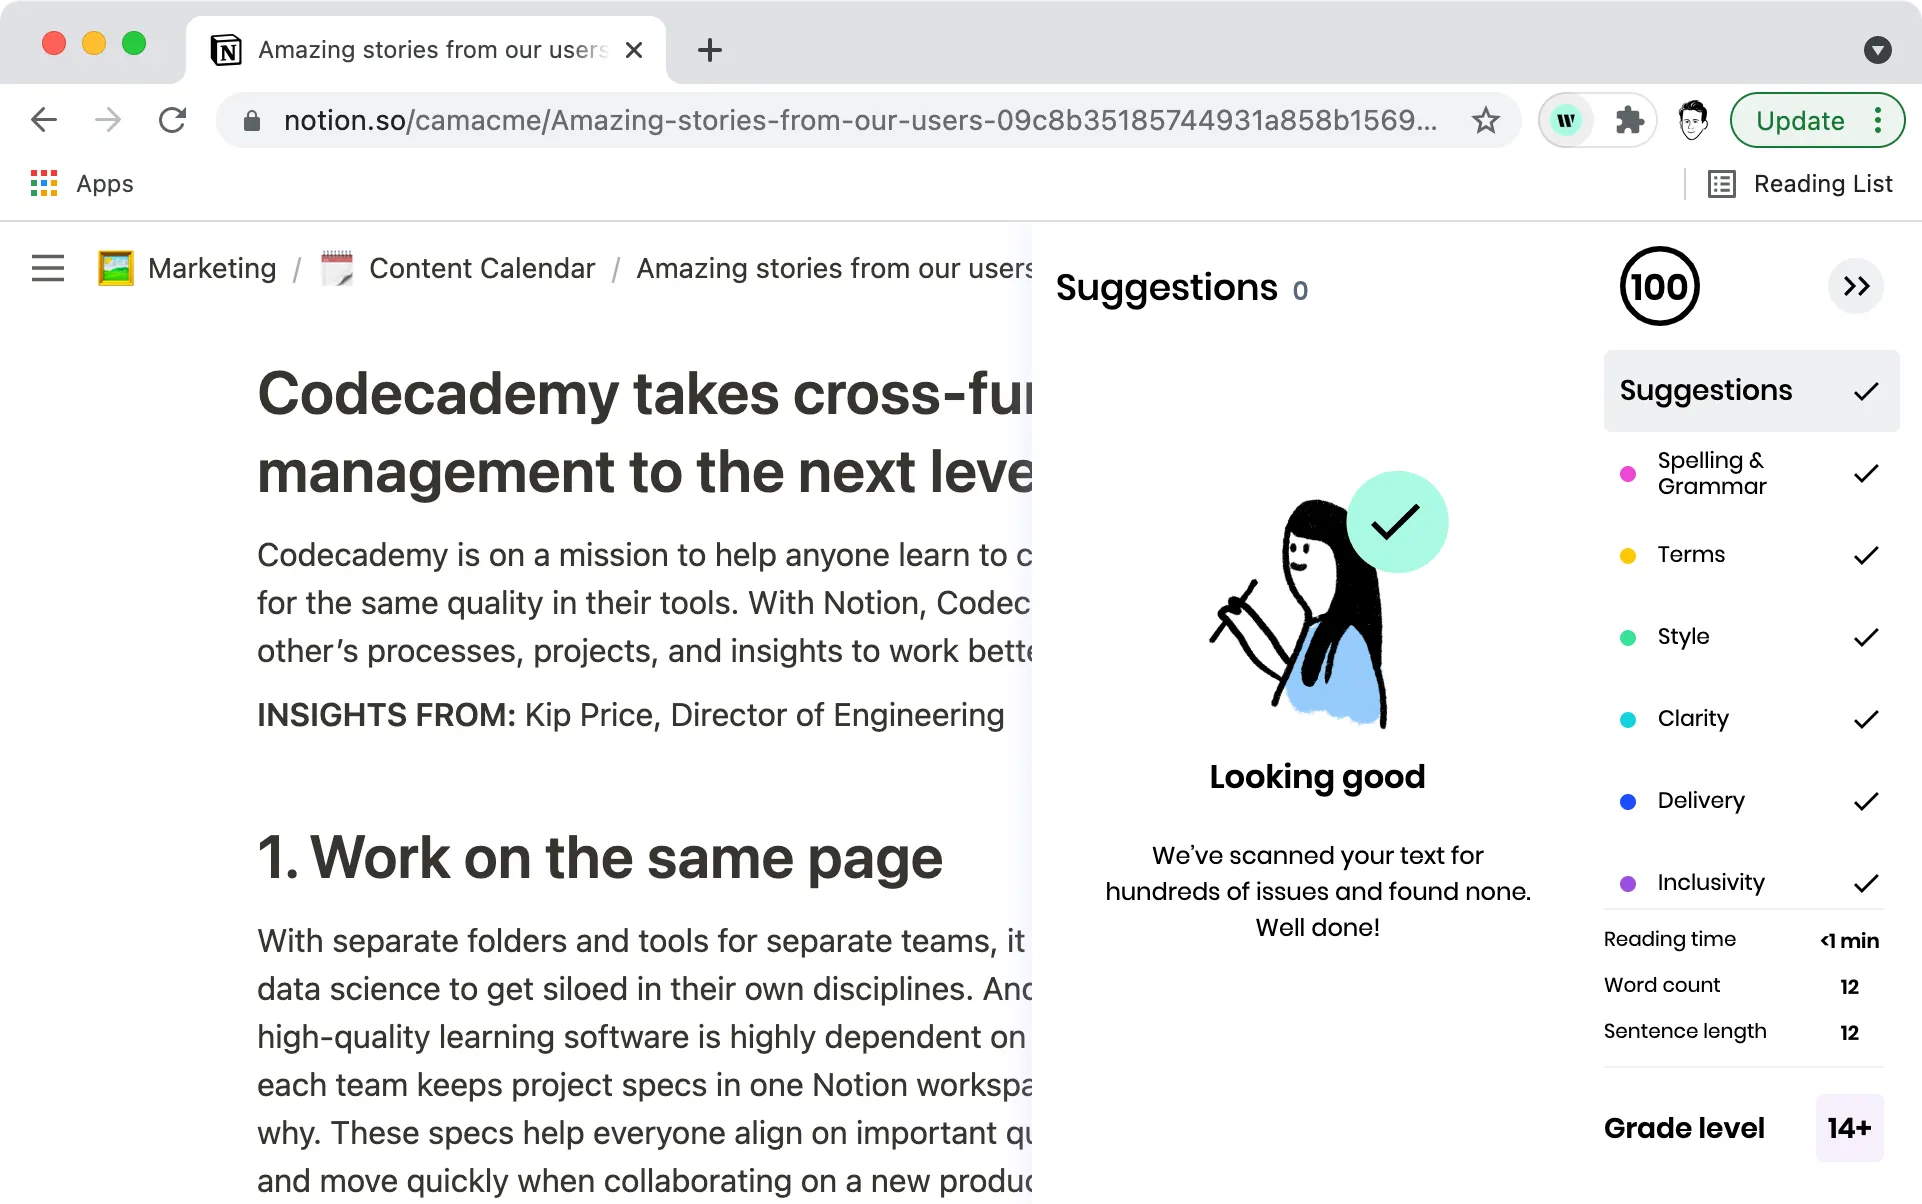 Amazing stories from our users
notion.so/camacme/Amazing-stories-from-our-users-09c8b35185744931a858b1569...
Update
Apps
Reading List
Marketing / Content Calendar / Amazing stories from our users
Codecademy takes cross-
management to the next
Codecademy is on a mission to help anyone learn to
for the same quality in their tools. With Notion,
other's processes, projects, and insights to work
INSIGHTS FROM: Kip Price, Director of Engineering
1. Work on the same page
With separate folders and tools for separate teams, it
data science to get siloed in their own disciplines.
high-quality learning software is highly dependent on
each team keeps project specs in one Notion
why. These specs help everyone align on important
and move quickly when collaborating on a new
Suggestions 0
Looking good
We've scanned your text for
hundreds of issues and found none.
Well done!
100
Suggestions
Spelling &
Grammar
Terms
Style
Clarity
Delivery
Inclusivity
Reading time <1 min
Word count 12
Sentence length 12
Grade level 14+